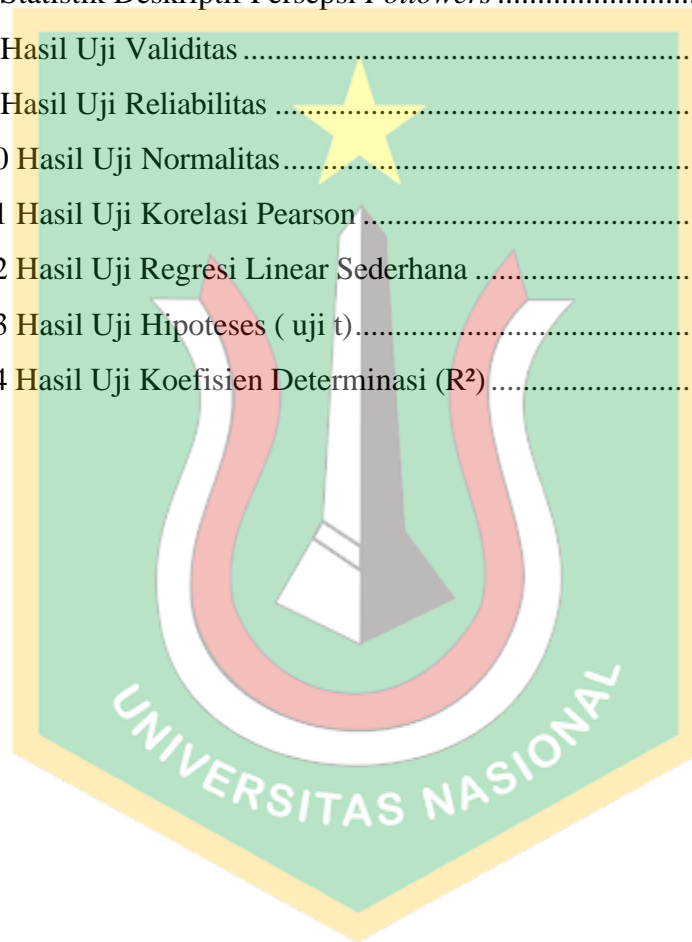 Statistik Deskriptif Persepsi Followers ........................
Hasil Uji Validitas ........................................................
Hasil Uji Reliabilitas ....................................................
0 Hasil Uji Normalitas ...................................................
1 Hasil Uji Korelasi Pearson .........................................
2 Hasil Uji Regresi Linear Sederhana ...........................
3 Hasil Uji Hipoteses ( uji t) ..........................................
4 Hasil Uji Koefisien Determinasi (R²) .........................
UNIVERSITAS NASIONAL